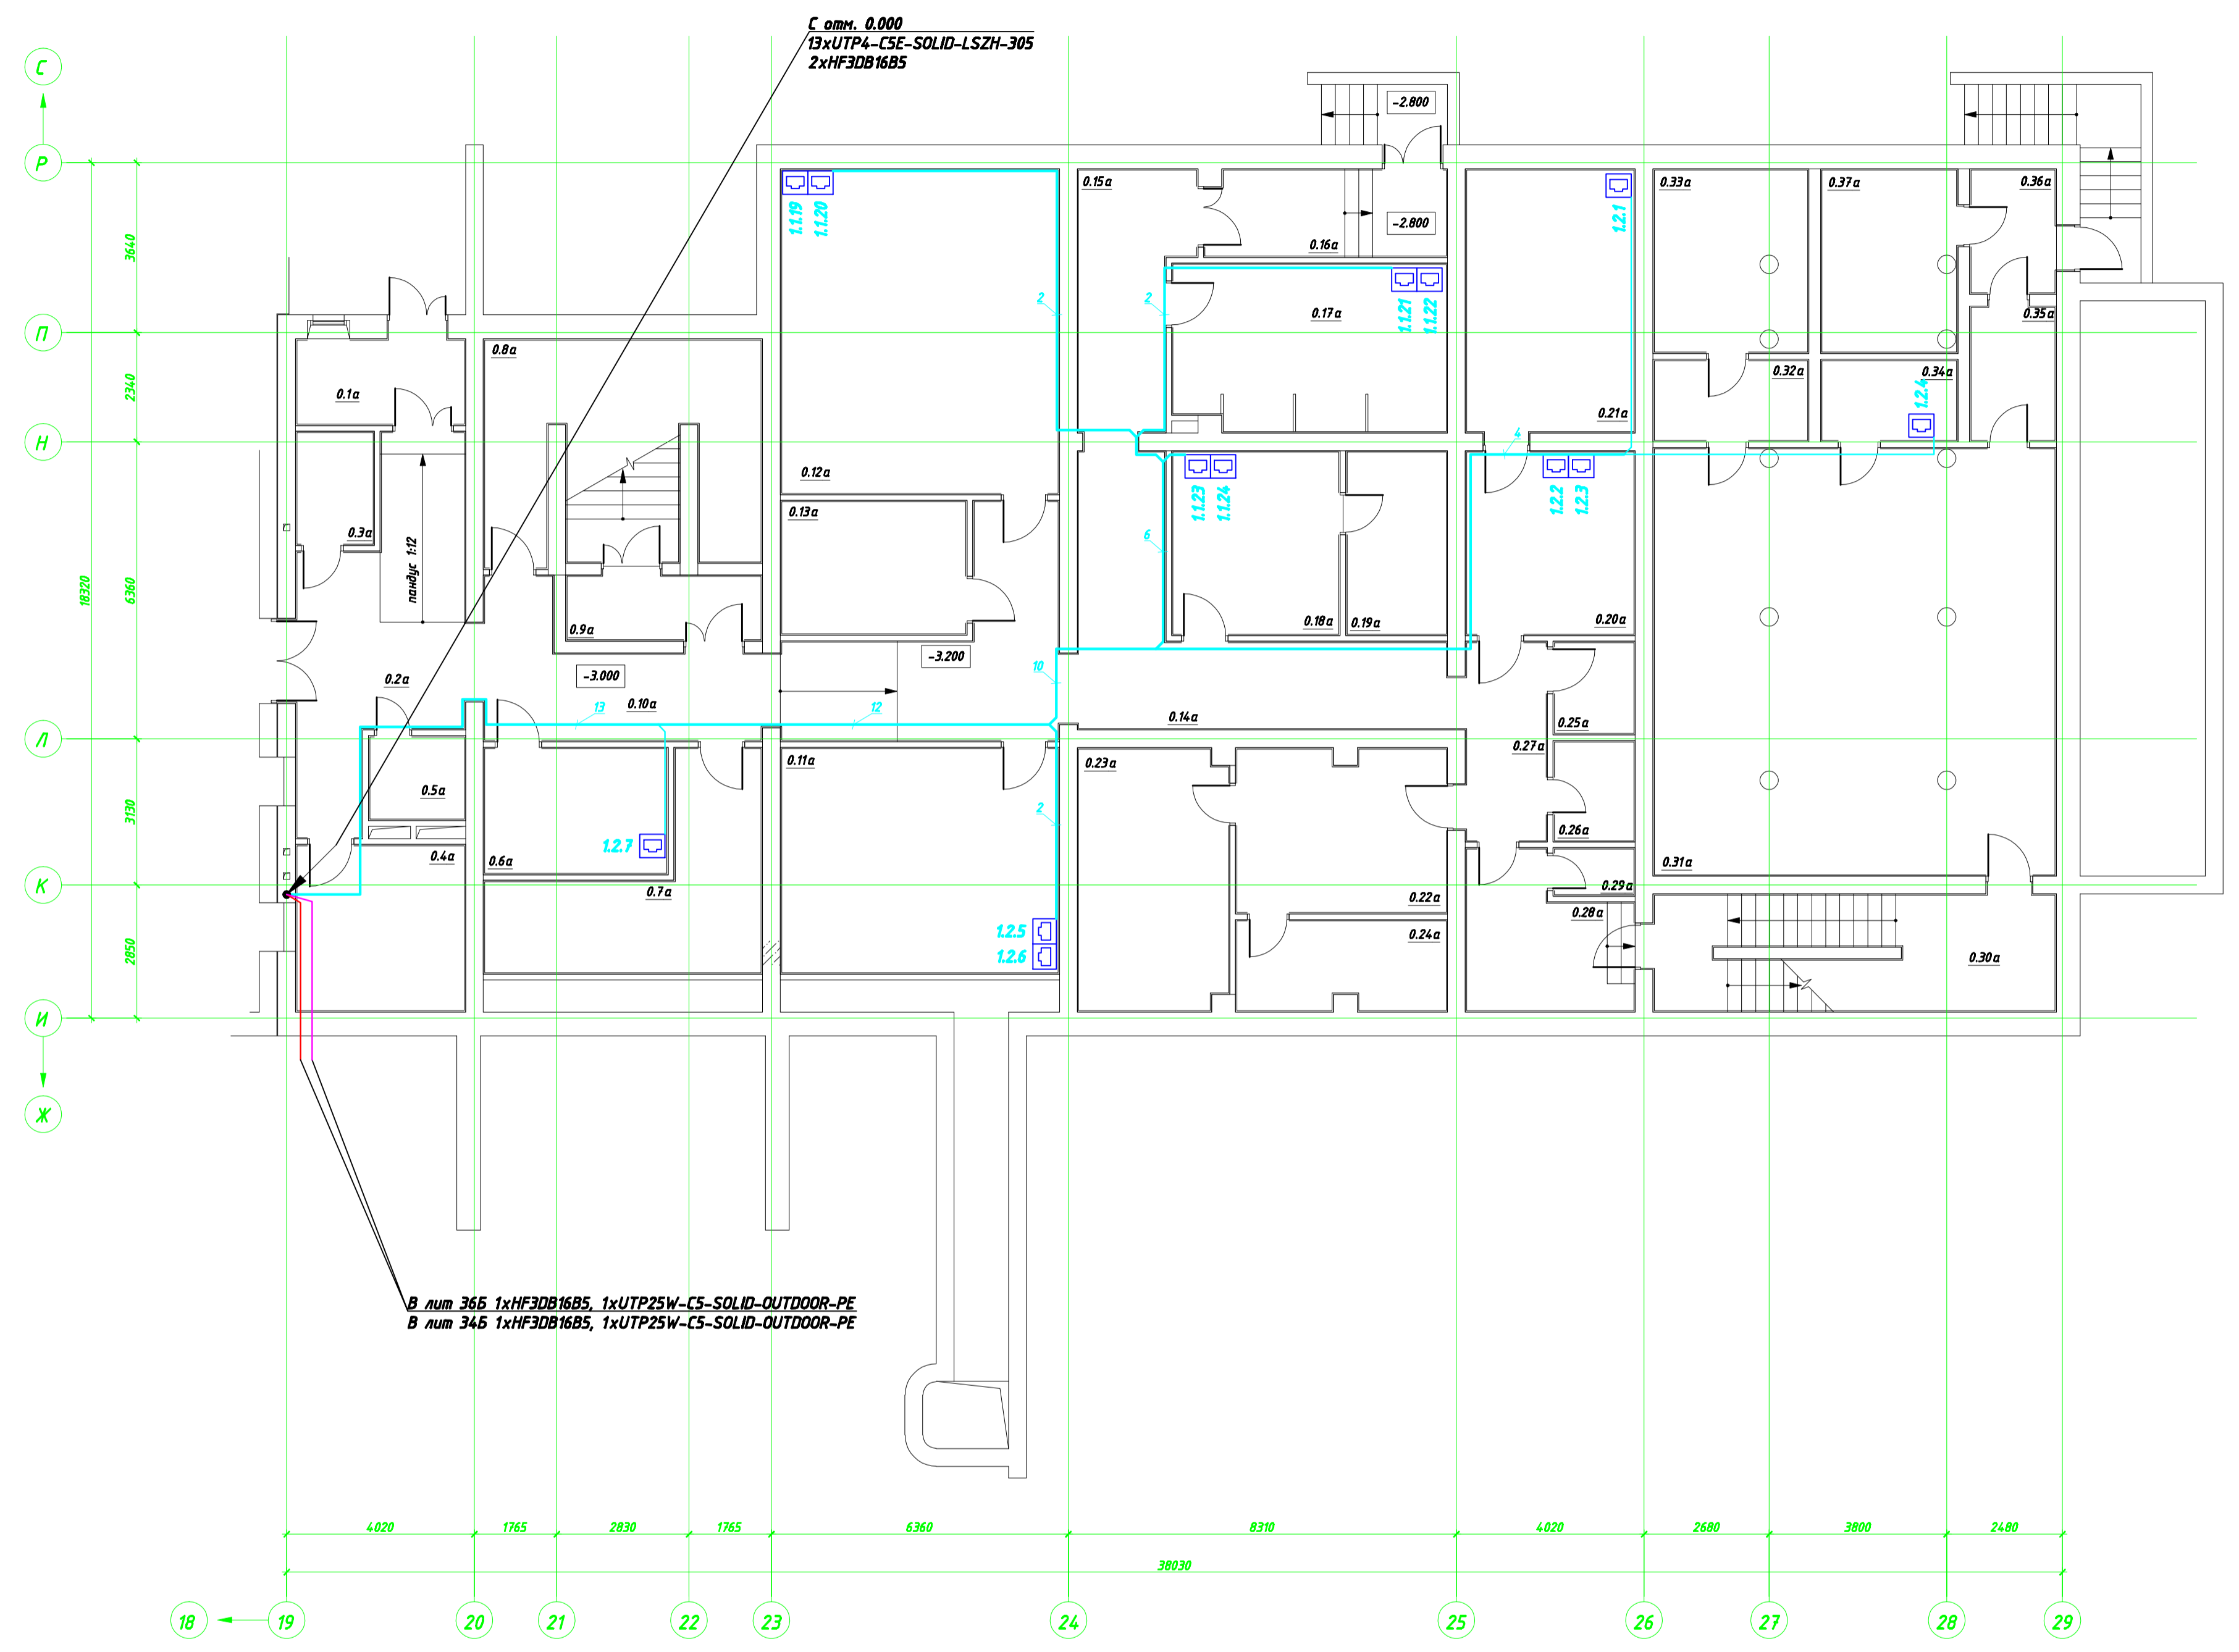 С отм. 0.000
13xUTP4-C5E-SOLID-LSZH-305
2xHF3DB16B5
С
Р
П
Н
Л
К
И
Ж
18320
3640
2340
6360
3130
2850
-2.800
-2.800
-3.000
-3.200
0.1а
0.2а
0.3а
0.4а
0.5а
0.6а
0.7а
0.8а
0.9а
0.10а
0.11а
0.12а
0.13а
0.14а
0.15а
0.16а
0.17а
0.18а
0.19а
0.20а
0.21а
0.22а
0.23а
0.24а
0.25а
0.26а
0.27а
0.28а
0.29а
0.30а
0.31а
0.32а
0.33а
0.34а
0.35а
0.36а
0.37а
пандус 1:12
1.1.19
1.1.20
1.1.21
1.1.22
1.1.23
1.1.24
1.2.1
1.2.2
1.2.3
1.2.4
1.2.5
1.2.6
1.2.7
2
2
4
6
10
13
12
2
В лит 36Б 1xHF3DB16B5, 1xUTP25W-C5-SOLID-OUTDOOR-PE
В лит 34Б 1xHF3DB16B5, 1xUTP25W-C5-SOLID-OUTDOOR-PE
4020
1765
2830
1765
6360
8310
4020
2680
3800
2480
38030
18
19
20
21
22
23
24
25
26
27
28
29